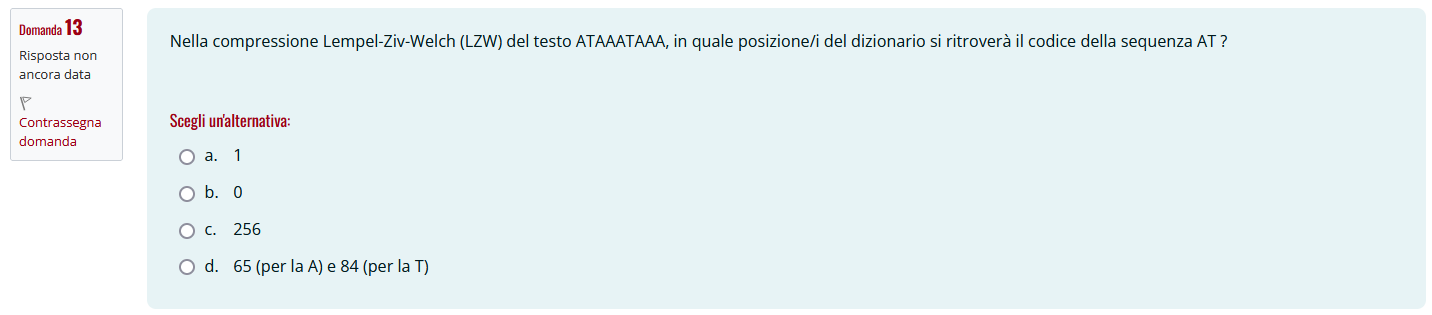 Domanda 13
Risposta non
ancora data
Contrassegna
domanda
Nella compressione Lempel-Ziv-Welch (LZW) del testo ATAAATAAA, in quale posizione/i del dizionario si ritroverà il codice della sequenza AT ?
Scegli un'alternativa:
a. 1
b. 0
c. 256
d. 65 (per la A) e 84 (per la T)